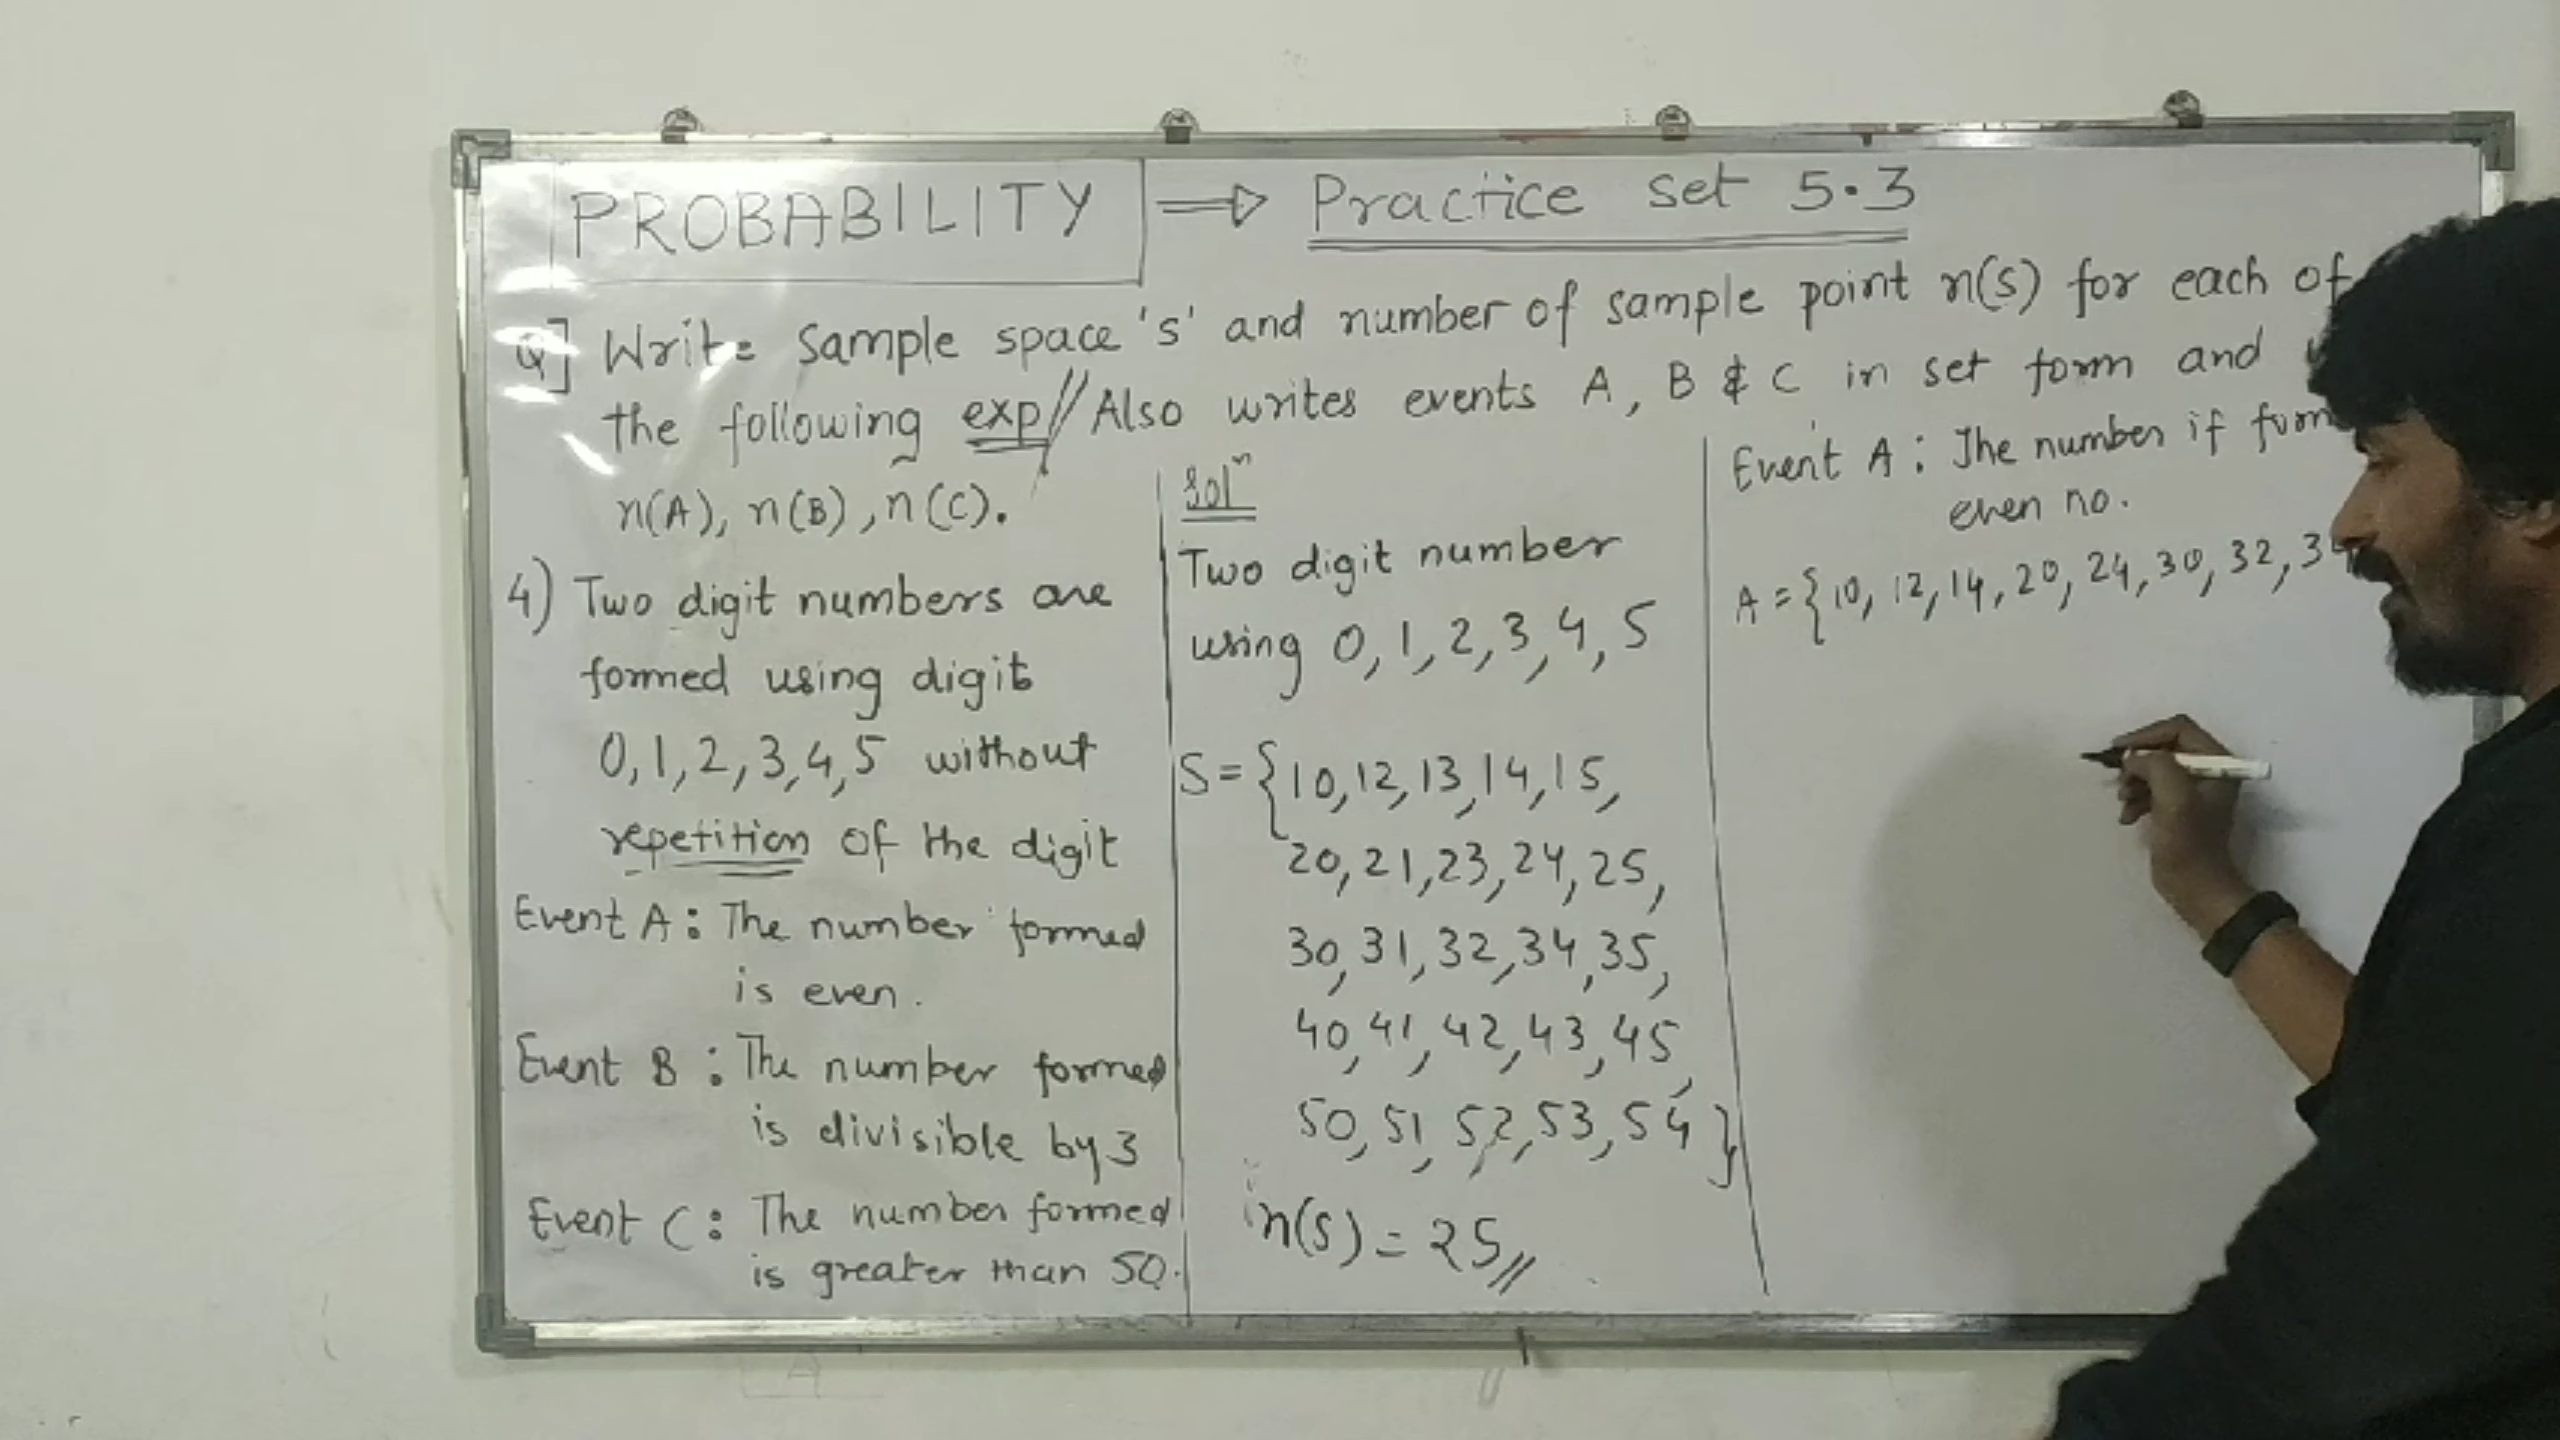 PROBABILITY ⇒ Practice set 5.3
Q] Write sample space 's' and number of sample point n(s) for each of
the following exp// Also writes events A, B & C in set form and
n(A), n(B), n(C).
4) Two digit numbers are
formed using digit
0,1,2,3,4,5 without
repetition of the digit
Event A: The number formed
is even.
Event B: The number formed
is divisible by 3
Event C: The number formed
is greater than 50.
Solⁿ
Two digit number
using 0,1,2,3,4,5
S = {10,12,13,14,15,
20,21,23,24,25,
30,31,32,34,35,
40,41,42,43,45,
50,51,52,53,54}
n(s) = 25//
Event A: The number if form
even no.
A = {10, 12, 14, 20, 24, 30, 32,